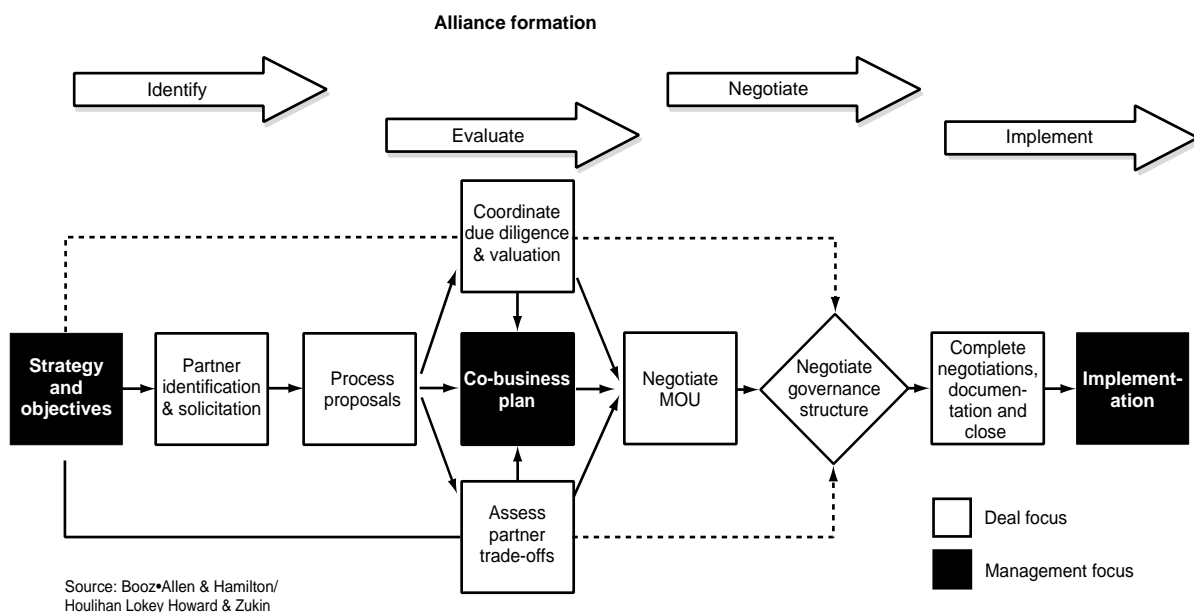 Alliance formation
Identify
Negotiate
Evaluate
Implement
Coordinate
due diligence
& valuation
Strategy
and
objectives
Partner
identification
& solicitation
Process
proposals
Co-business
plan
Negotiate
MOU
Negotiate
governance
structure
Complete
negotiations,
documen-
tation and
close
Implement-
ation
Assess
partner
trade-offs
Deal focus
Management focus
Source: Booz•Allen & Hamilton/
Houlihan Lokey Howard & Zukin